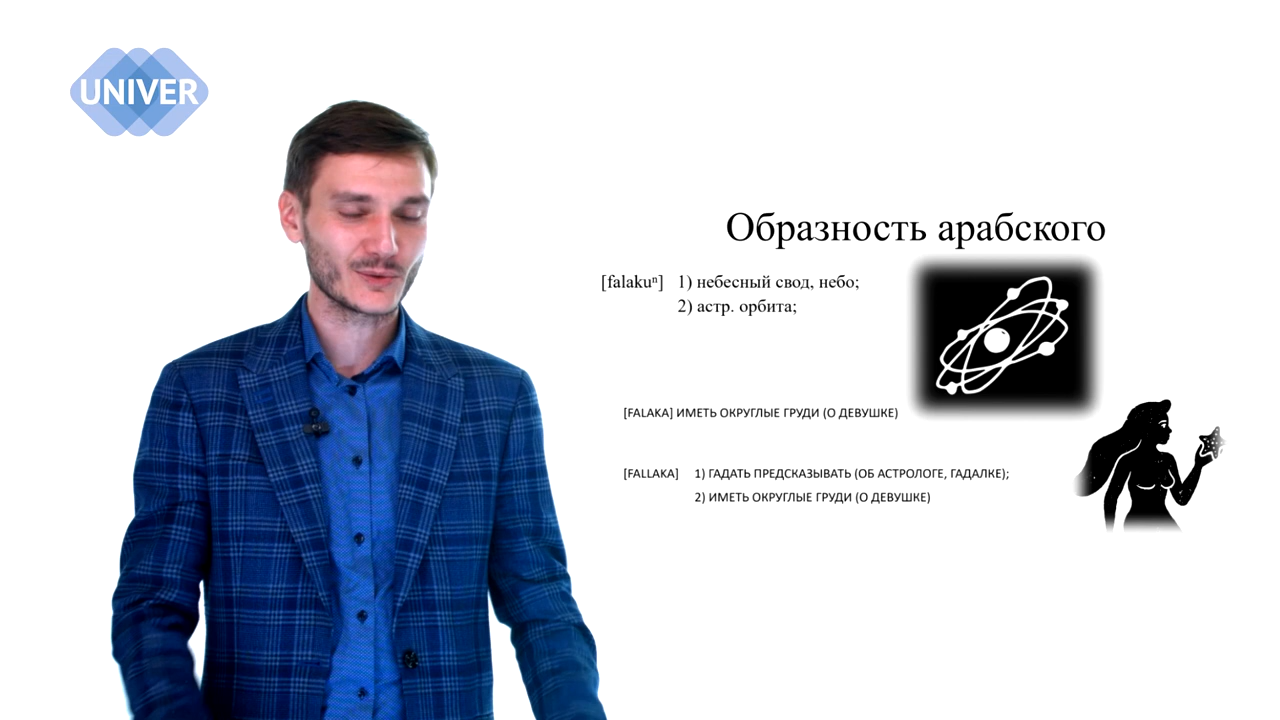 UNIVER
Образность арабского
[falakuⁿ] 1) небесный свод, небо;
2) астр. орбита;
[FALAKA] ИМЕТЬ ОКРУГЛЫЕ ГРУДИ (О ДЕВУШКЕ)
[FALLAKA] 1) ГАДАТЬ ПРЕДСКАЗЫВАТЬ (ОБ АСТРОЛОГЕ, ГАДАЛКЕ);
2) ИМЕТЬ ОКРУГЛЫЕ ГРУДИ (О ДЕВУШКЕ)